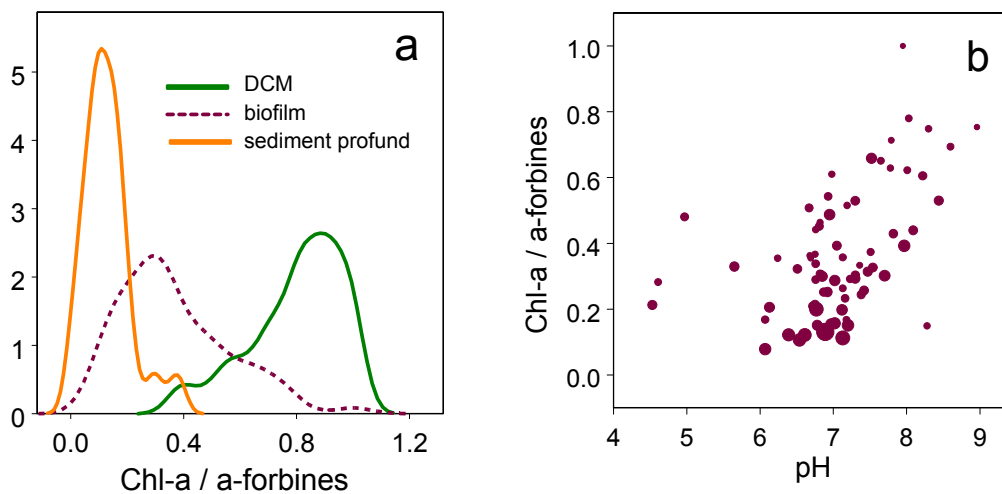 a
DCM
biofilm
sediment profund
5
4
3
2
1
0
0.0 0.4 0.8 1.2
Chl-a / a-forbines
b
Chl-a / a-forbines
1.0
0.8
0.6
0.4
0.2
0.0
4 5 6 7 8 9
pH